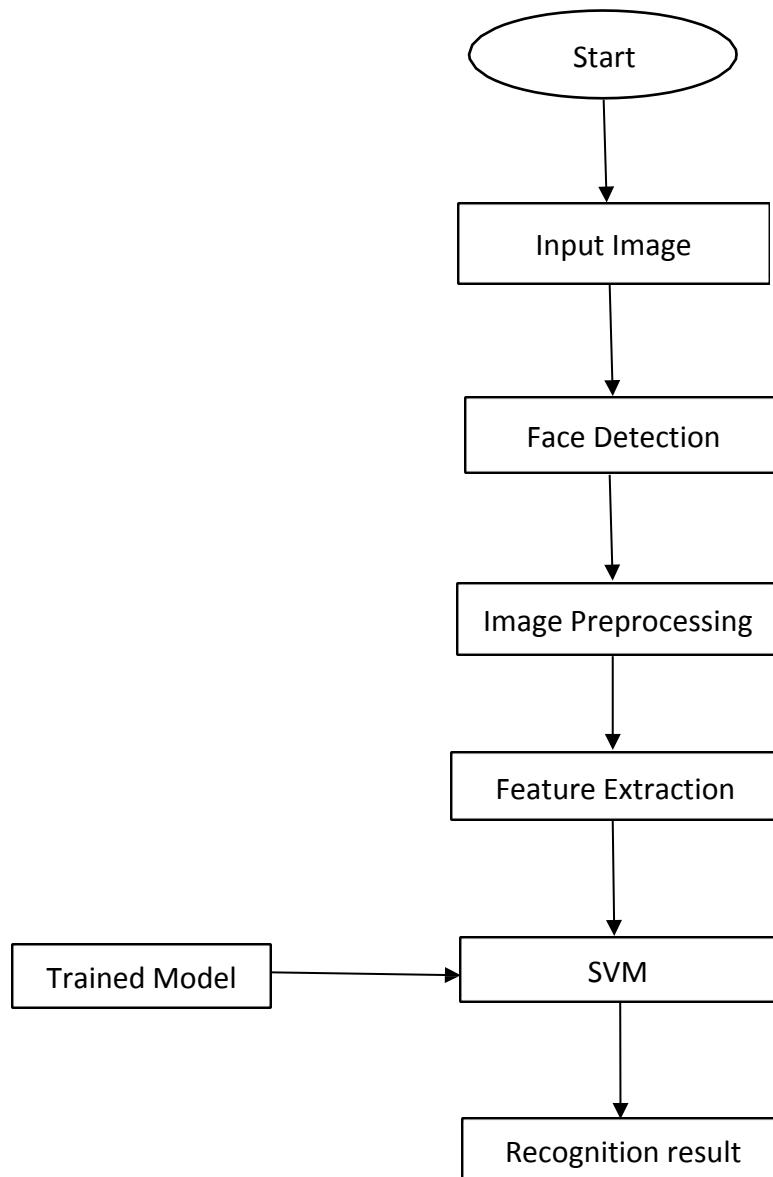 Start
Input Image
Face Detection
Image Preprocessing
Feature Extraction
Trained Model
SVM
Recognition result